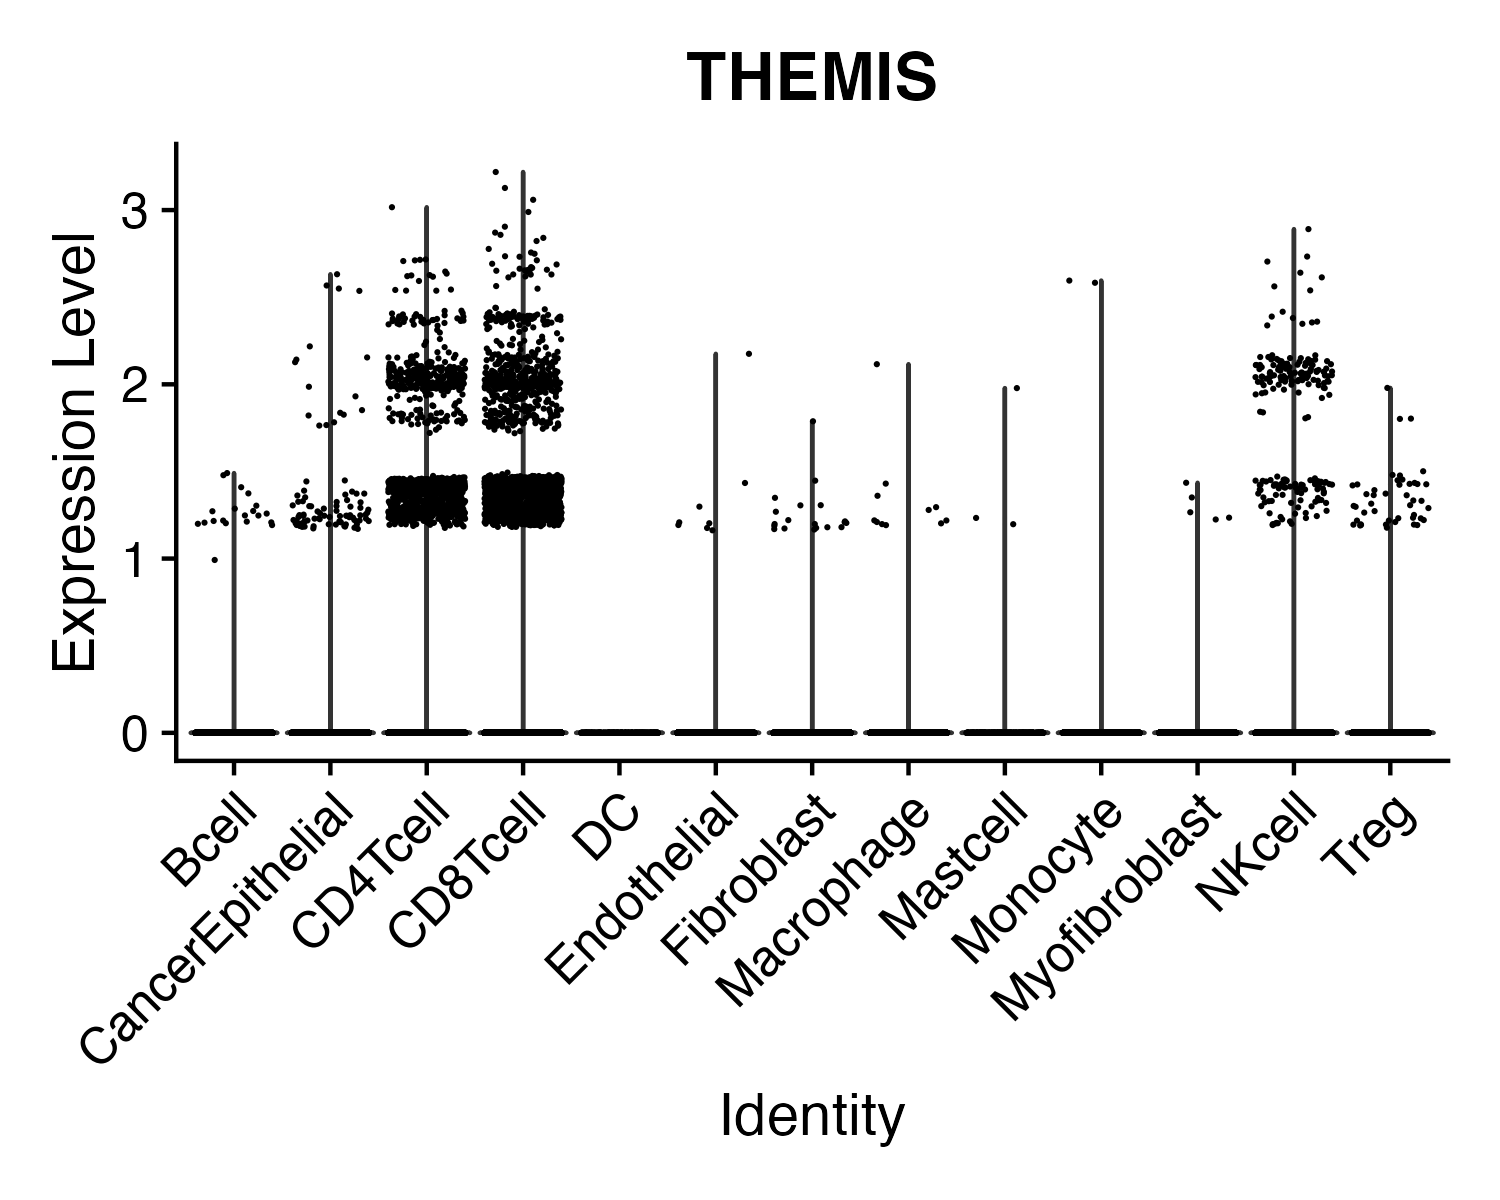 THEMIS
Expression Level
3
2
1
0
Bcell
CancerEpithelial
CD4Tcell
CD8Tcell
DC
Endothelial
Fibroblast
Macrophage
Mastcell
Monocyte
Myofibroblast
NKcell
Treg
Identity